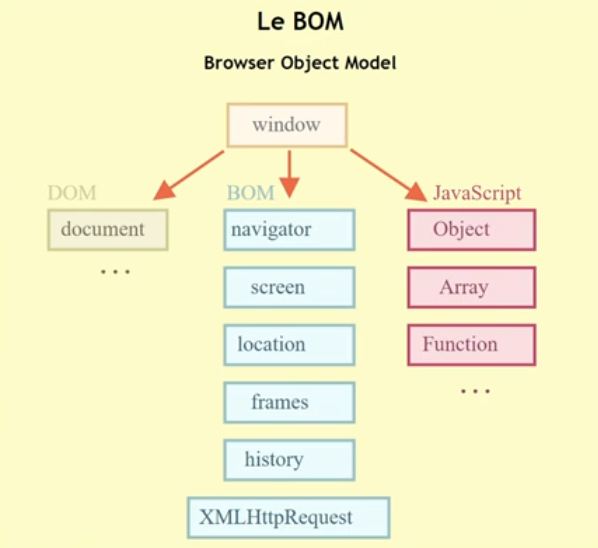 Le BOM
Browser Object Model
window
DOM
document
...
BOM
navigator
screen
location
frames
history
XMLHttpRequest
JavaScript
Object
Array
Function
...